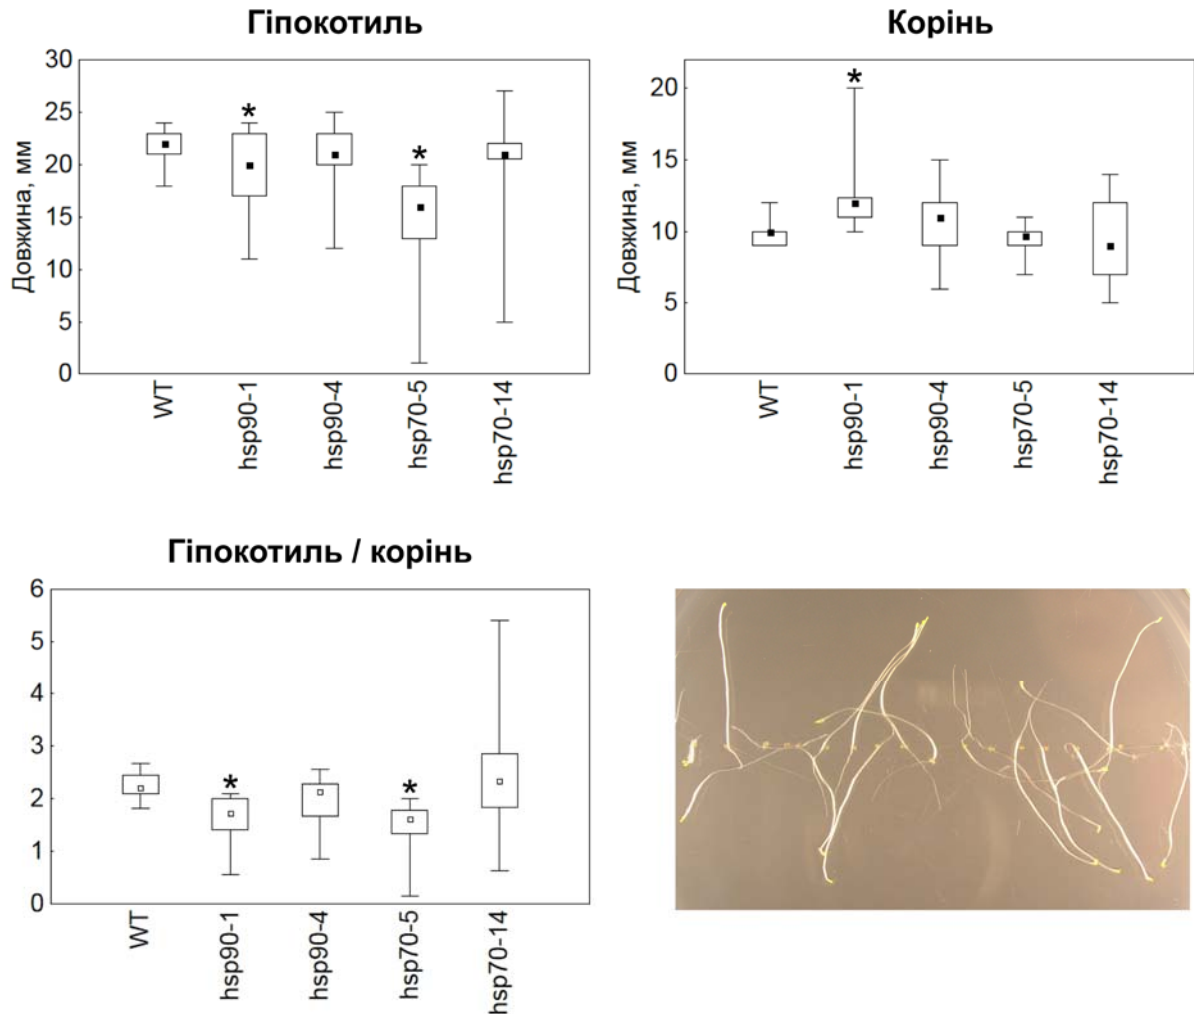 Гіпокотиль
Довжина, мм
30
25
20
15
10
5
0
*
*
WT
hsp90-1
hsp90-4
hsp70-5
hsp70-14
Корінь
Довжина, мм
20
15
10
5
0
*
WT
hsp90-1
hsp90-4
hsp70-5
hsp70-14
Гіпокотиль / корінь
6
5
4
3
2
1
0
*
*
WT
hsp90-1
hsp90-4
hsp70-5
hsp70-14